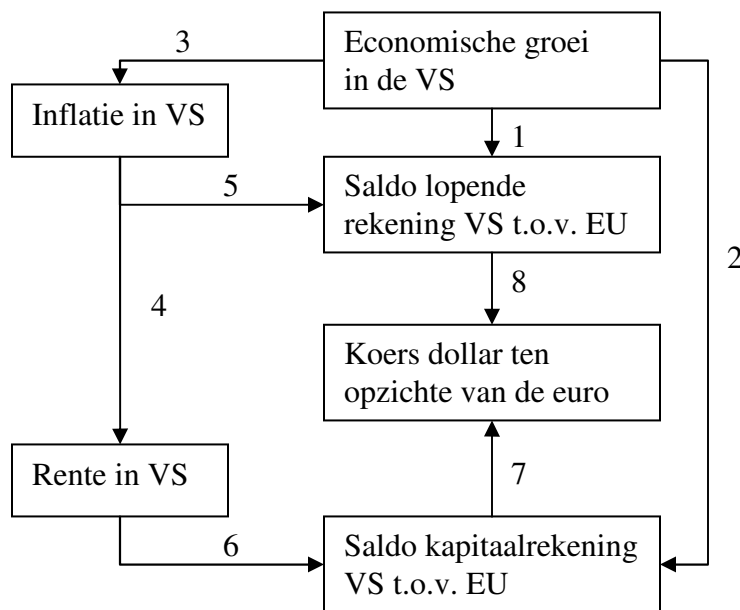 3
Economische groei
in de VS
Inflatie in VS
1
5
Saldo lopende
rekening VS t.o.v. EU
2
8
4
Koers dollar ten
opzichte van de euro
Rente in VS
7
6
Saldo kapitaalrekening
VS t.o.v. EU